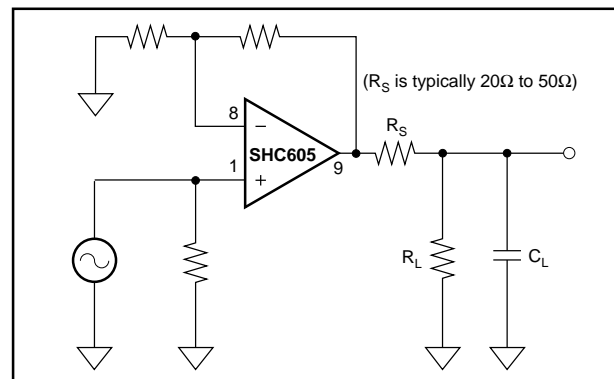 (R_S is typically 20Ω to 50Ω)
8
−
SHC605
R_S
1
+
9
R_L
C_L